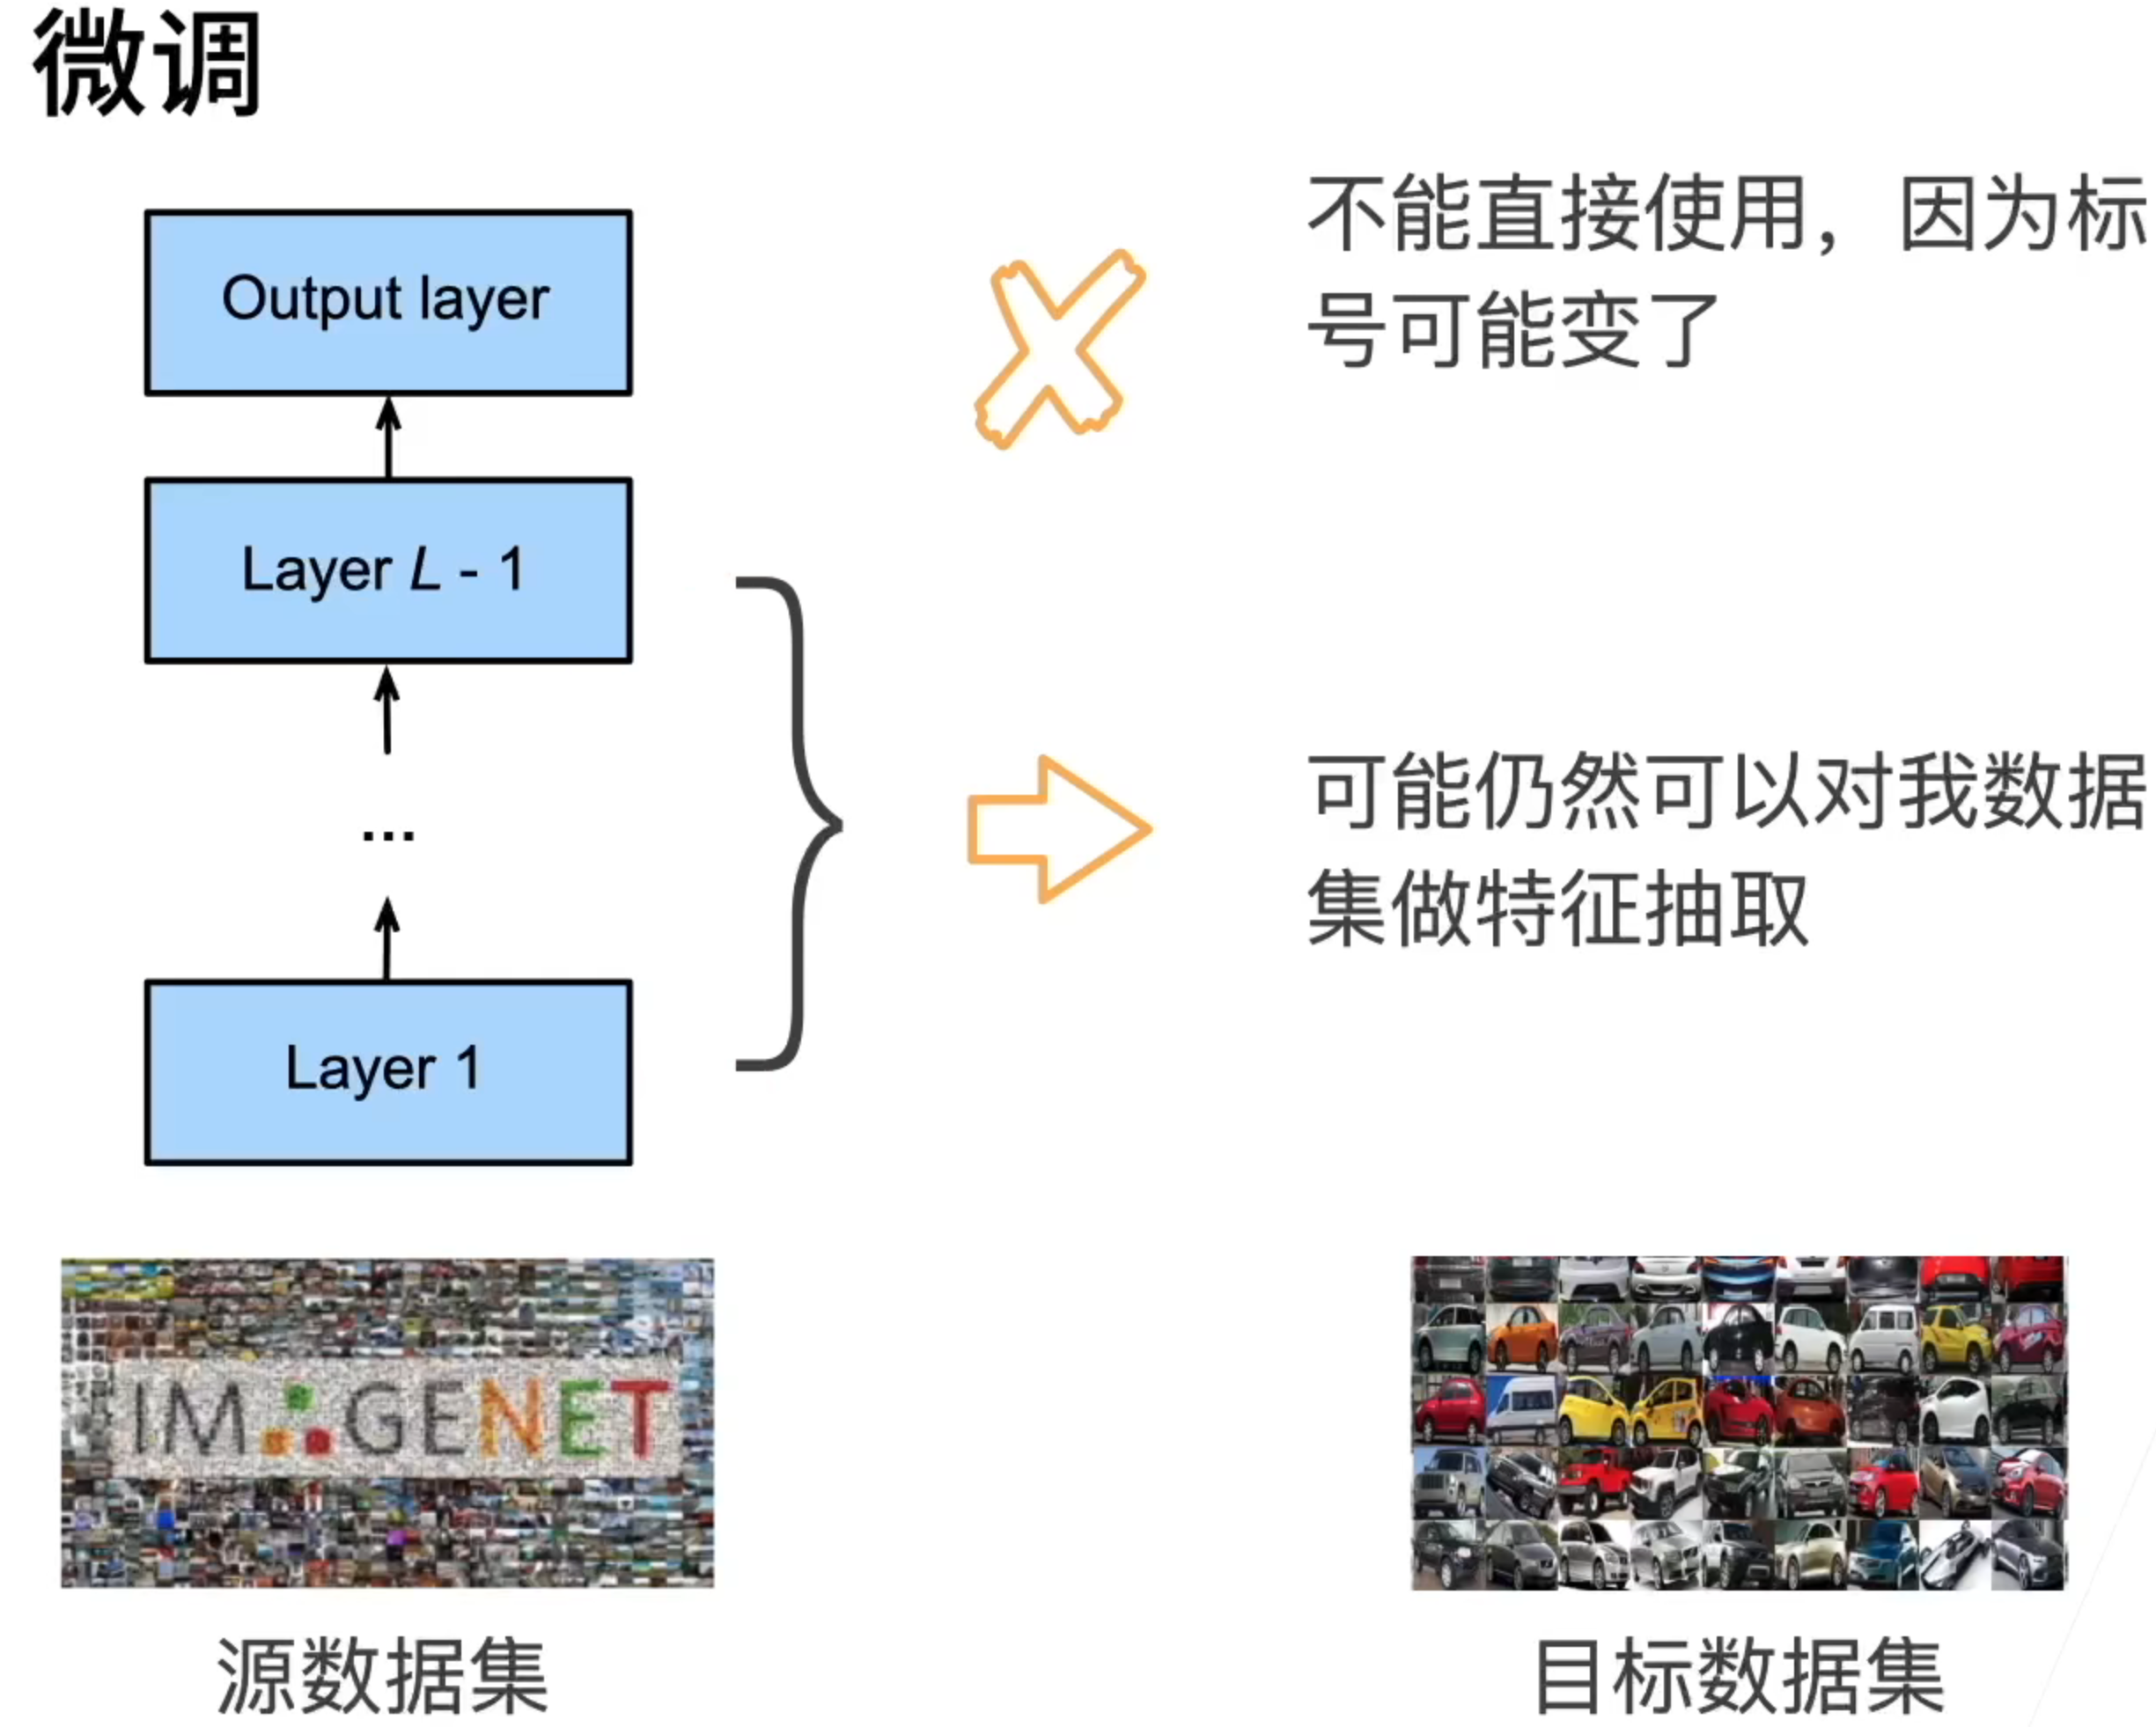 微调
Output layer
不能直接使用，因为标
号可能变了
Layer L - 1
...
可能仍然可以对我数据
集做特征抽取
Layer 1
IM GENET
源数据集
目标数据集